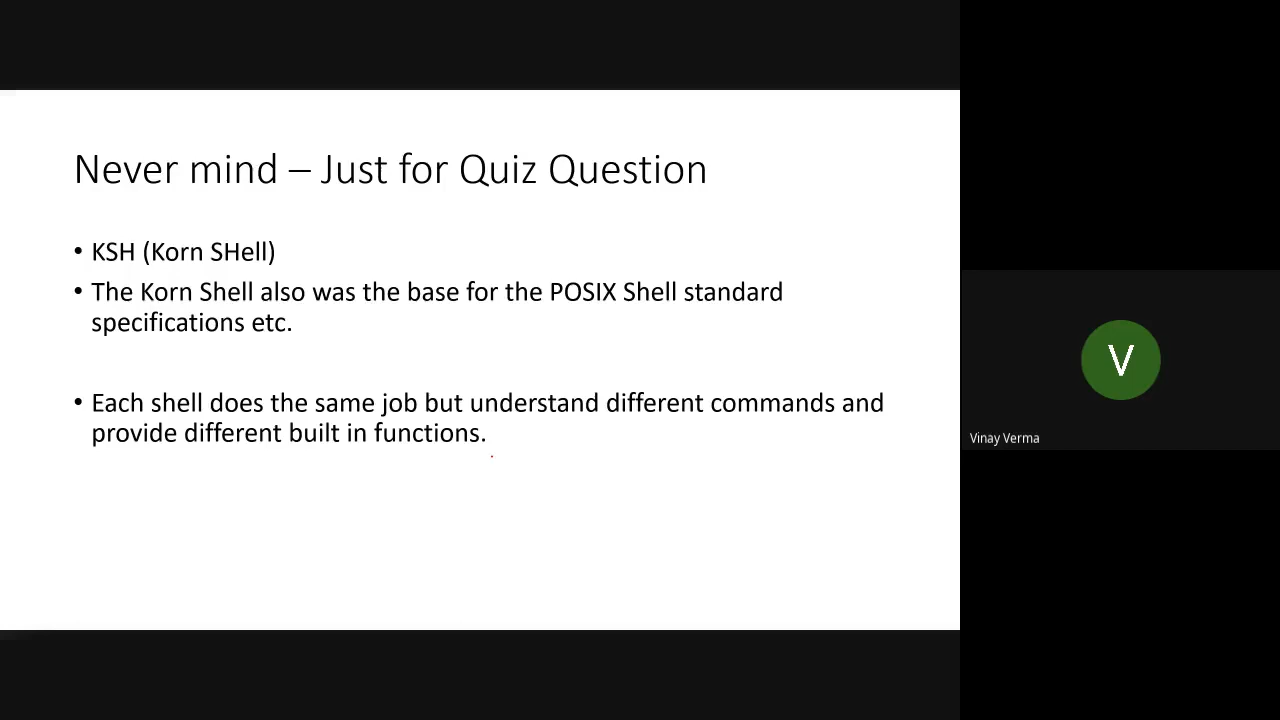 Never mind – Just for Quiz Question
• KSH (Korn SHell)
• The Korn Shell also was the base for the POSIX Shell standard
specifications etc.
• Each shell does the same job but understand different commands and
provide different built in functions.
V
Vinay Verma